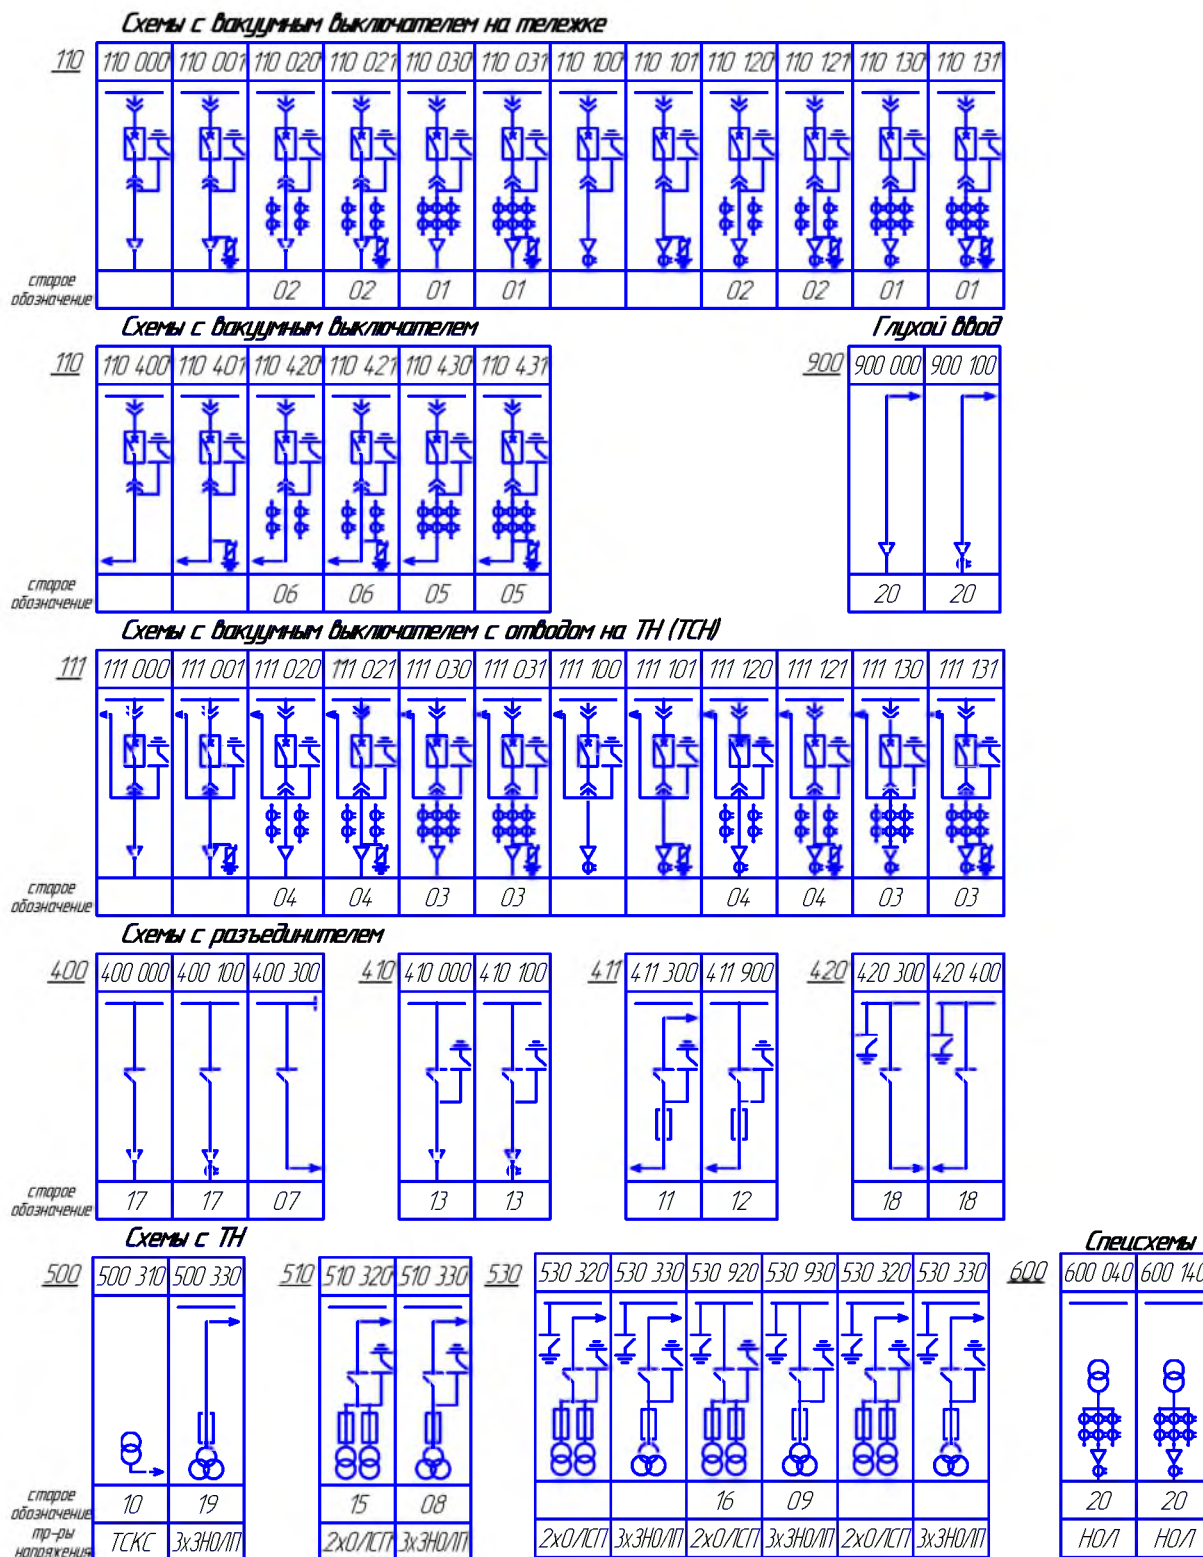 Схемы с вакуумным выключателем на тележке
110 110 000 110 001 110 020 110 021 110 030 110 031 110 100 110 101 110 120 110 121 110 130 110 131
старое
обозначение
02 02 01 01 02 02 01 01
Схемы с вакуумным выключателем Глухой ввод
110 110 400 110 401 110 420 110 421 110 430 110 431 900 900 000 900 100
старое
обозначение
06 06 05 05 20 20
Схемы с вакуумным выключателем с отводом на ТН (ТСН)
111 111 000 111 001 111 020 111 021 111 030 111 031 111 100 111 101 111 120 111 121 111 130 111 131
старое
обозначение
04 04 03 03 04 04 03 03
Схемы с разъединителем
400 400 000 400 100 400 300 410 410 000 410 100 411 411 300 411 900 420 420 300 420 400
старое
обозначение
17 17 07 13 13 11 12 18 18
Схемы с ТН Спецсхемы
500 500 310 500 330 510 510 320 510 330 530 530 320 530 330 530 920 530 930 530 320 530 330 600 600 040 600 140
старое
обозначение
10 19 15 08 16 09 20 20
тр-ры
напряжения
ТСКС 3х3НОЛП 2хОЛСП 3х3НОЛП 2хОЛСП 3х3НОЛП 2хОЛСП 3х3НОЛП 2хОЛСП 3х3НОЛП НОЛ НОЛ